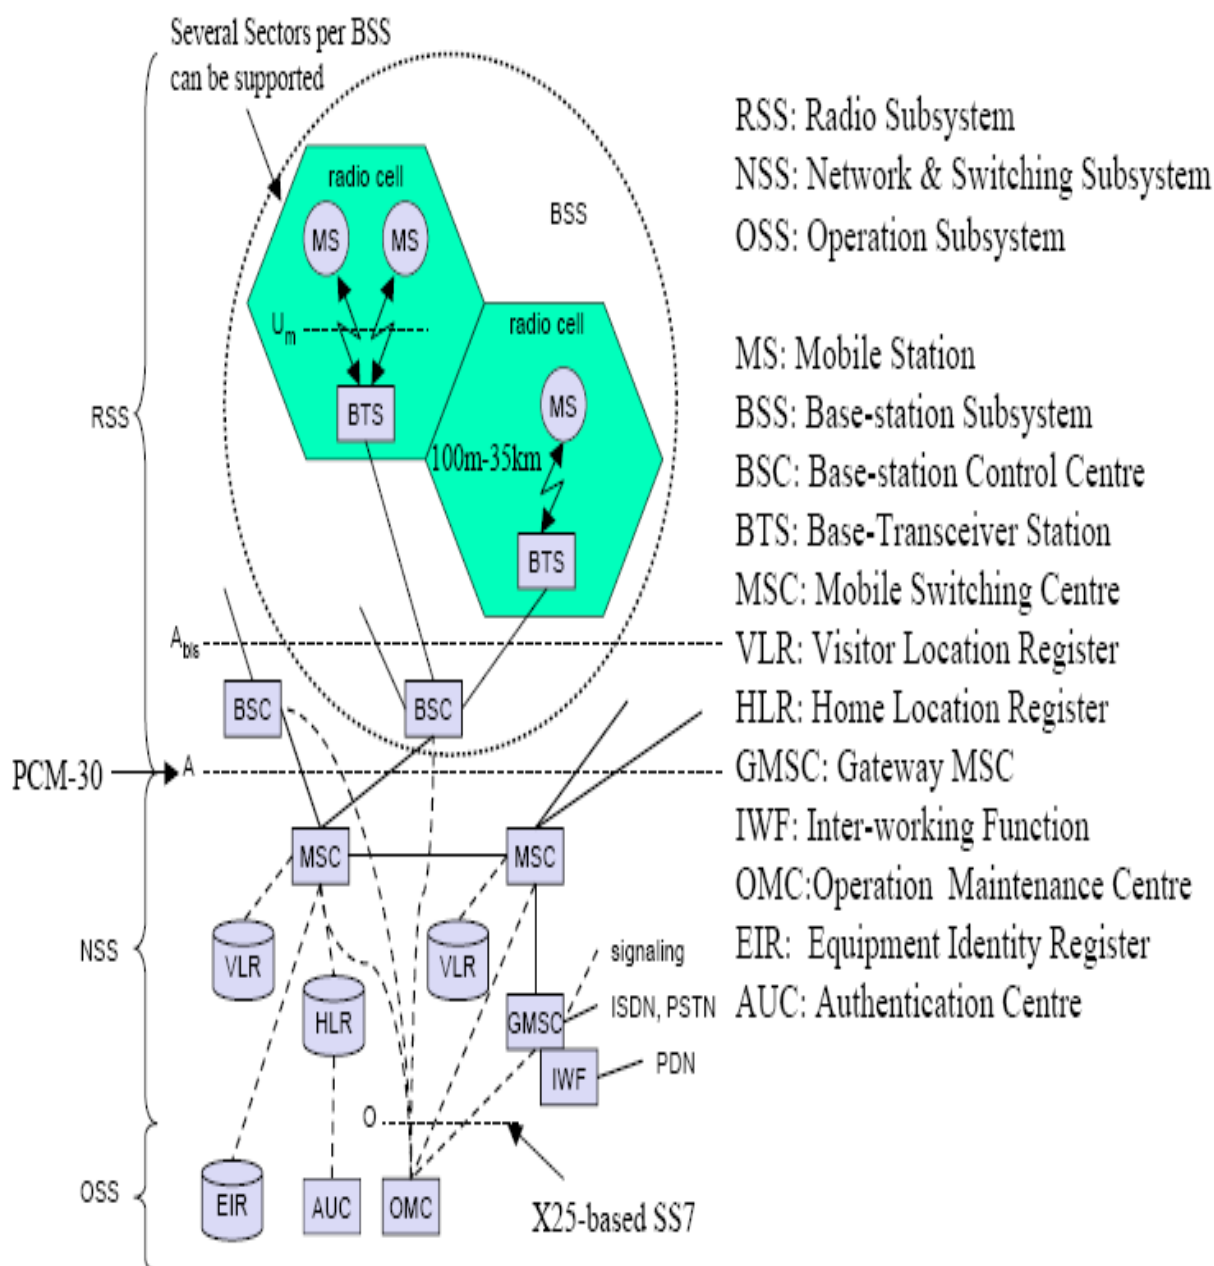 Several Sectors per BSS
can be supported
radio cell
MS
MS
BSS
Um
radio cell
BTS
MS
RSS
100m-35km
BTS
Abis
BSC
BSC
PCM-30
A
MSC
MSC
NSS
VLR
VLR
signaling
HLR
GMSC
ISDN, PSTN
IWF
PDN
O
OSS
EIR
AUC
OMC
X25-based SS7
RSS: Radio Subsystem
NSS: Network & Switching Subsystem
OSS: Operation Subsystem
MS: Mobile Station
BSS: Base-station Subsystem
BSC: Base-station Control Centre
BTS: Base-Transceiver Station
MSC: Mobile Switching Centre
VLR: Visitor Location Register
HLR: Home Location Register
GMSC: Gateway MSC
IWF: Inter-working Function
OMC:Operation Maintenance Centre
EIR: Equipment Identity Register
AUC: Authentication Centre